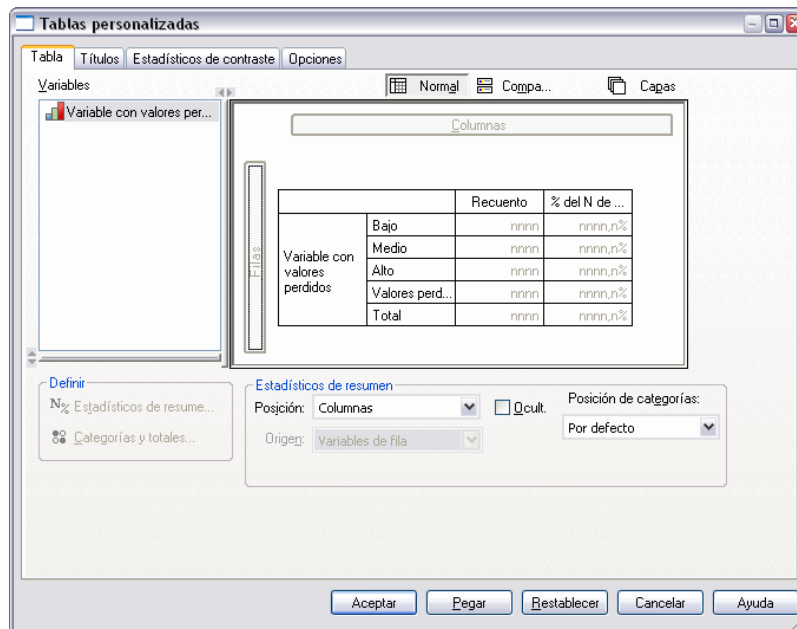 Tablas personalizadas
Tabla Títulos Estadísticos de contraste Opciones
Variables
Normal Compa... Capas
Variable con valores per...
Columnas
Filas
Recuento % del N de ...
Variable con valores perdidos
Bajo nnnn nnnn,n%
Medio nnnn nnnn,n%
Alto nnnn nnnn,n%
Valores perd... nnnn nnnn,n%
Total nnnn nnnn,n%
Definir
N% Estadísticos de resume...
Categorías y totales...
Estadísticos de resumen
Posición: Columnas
Ocult.
Posición de categorías:
Por defecto
Origen: Variables de fila
Aceptar Pegar Restablecer Cancelar Ayuda